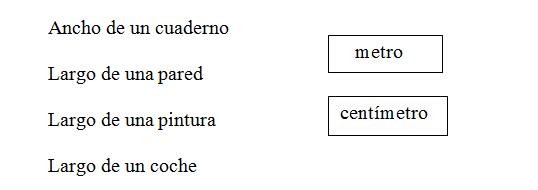 Ancho de un cuaderno
metro
Largo de una pared
Largo de una pintura
centímetro
Largo de un coche